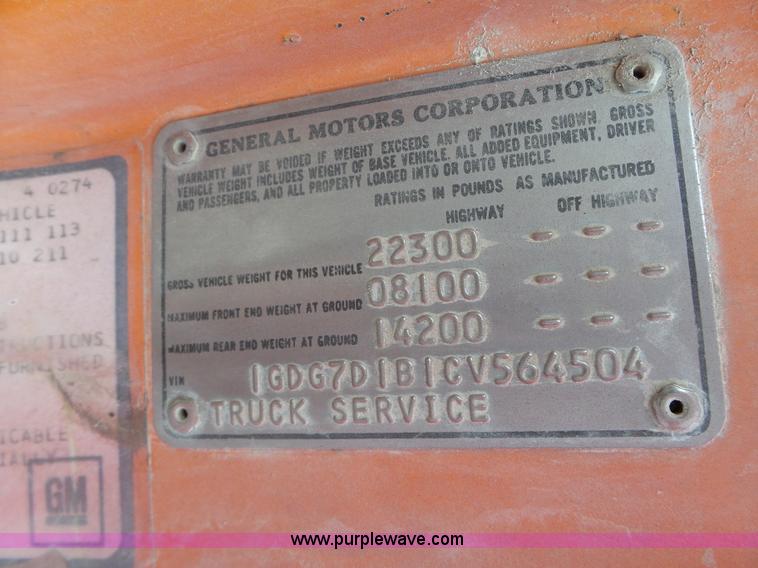 GENERAL MOTORS CORPORATION
WARRANTY MAY BE VOIDED IF WEIGHT EXCEEDS ANY OF RATINGS SHOWN. GROSS
VEHICLE WEIGHT INCLUDES WEIGHT OF BASE VEHICLE, ALL ADDED EQUIPMENT, DRIVER
AND PASSENGERS, AND ALL PROPERTY LOADED INTO OR ONTO VEHICLE.
RATINGS IN POUNDS AS MANUFACTURED
HIGHWAY OFF HIGHWAY
GROSS VEHICLE WEIGHT FOR THIS VEHICLE 22300 - - -
MAXIMUM FRONT END WEIGHT AT GROUND 08100 - - -
MAXIMUM REAR END WEIGHT AT GROUND 14200 - - -
VIN 1GDG7D1B1CV564504
TRUCK SERVICE
4 0274
HICLE
111 113
10 211
UCTIONS
FURNISHED
ICABLE
IALLY
GM
www.purplewave.com